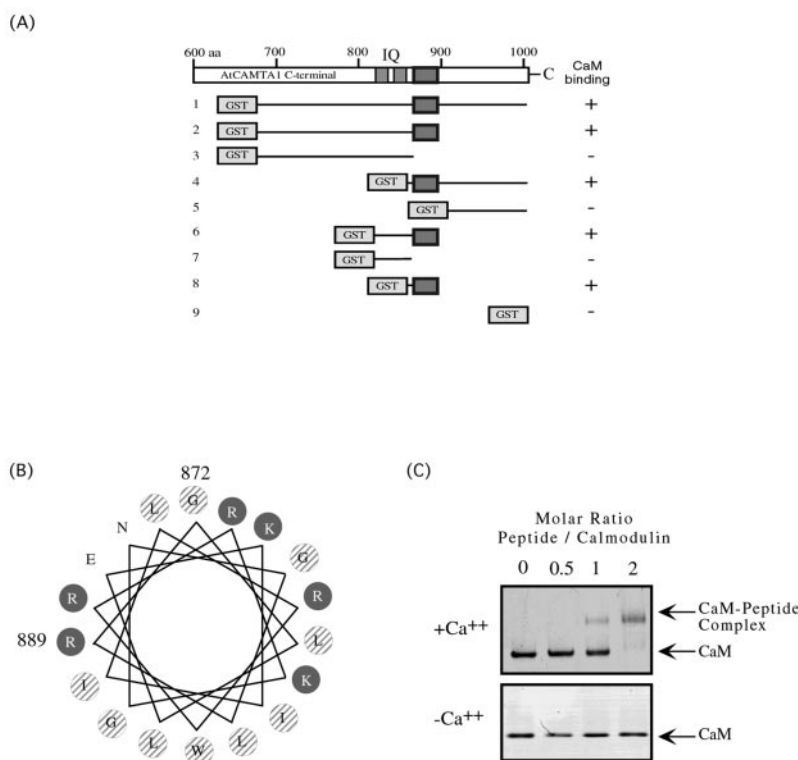 (A)
600 aa 700 800 900 1000
IQ
AtCAMTA1 C-terminal
C
CaM
binding
1 GST +
2 GST +
3 GST -
4 GST +
5 GST -
6 GST +
7 GST -
8 GST +
9 GST -
(B)
872
G
R
K
G
R
L
K
I
L
W
L
G
I
889 R
R
E
N
L
(C)
Molar Ratio
Peptide / Calmodulin
0 0.5 1 2
+Ca++
CaM-Peptide
Complex
CaM
-Ca++
CaM